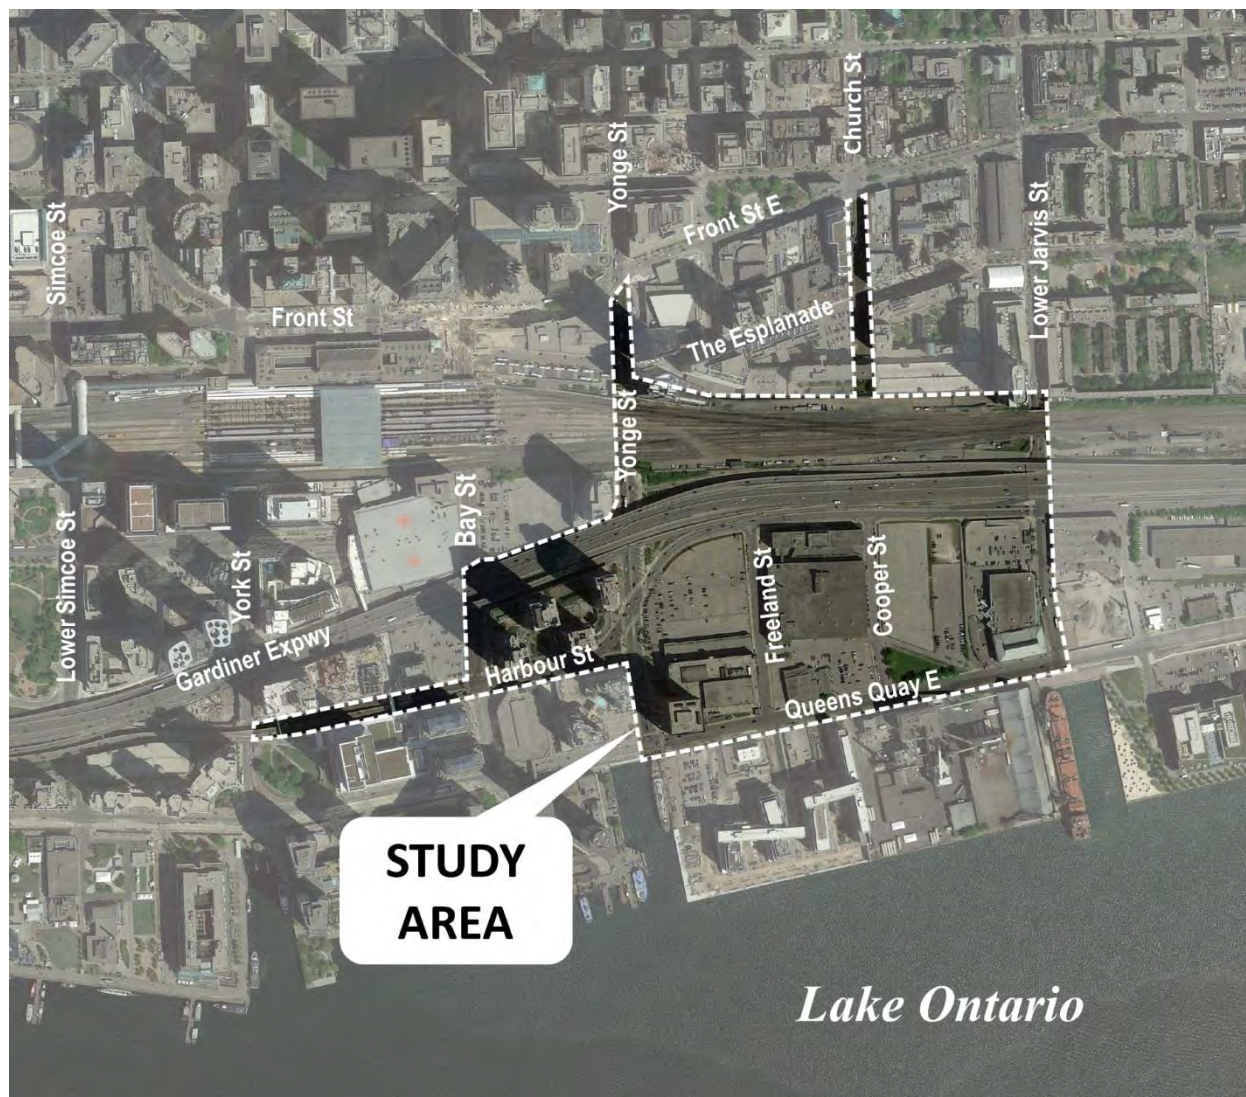 Church St
Yonge St
Simcoe St
Front St E
Lower Jarvis St
Front St
The Esplanade
Yonge St
Bay St
Lower Simcoe St
York St
Freeland St
Cooper St
Gardiner Expwy
Harbour St
Queens Quay E
STUDY
AREA
Lake Ontario